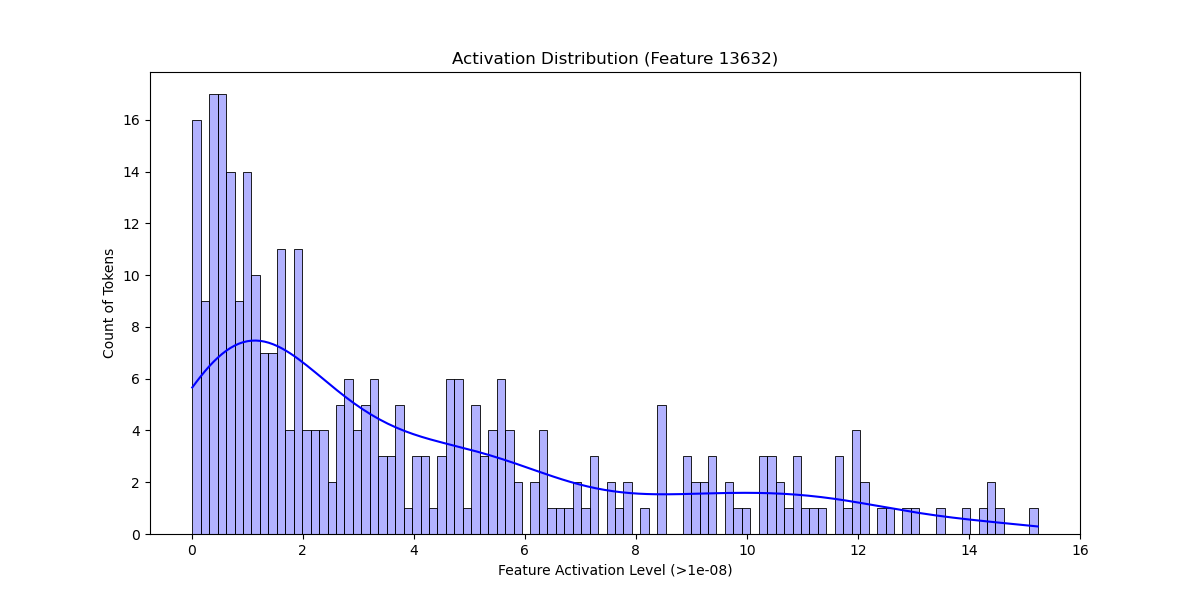 Activation Distribution (Feature 13632)
Count of Tokens
16
14
12
10
8
6
4
2
0
0 2 4 6 8 10 12 14 16
Feature Activation Level (>1e-08)